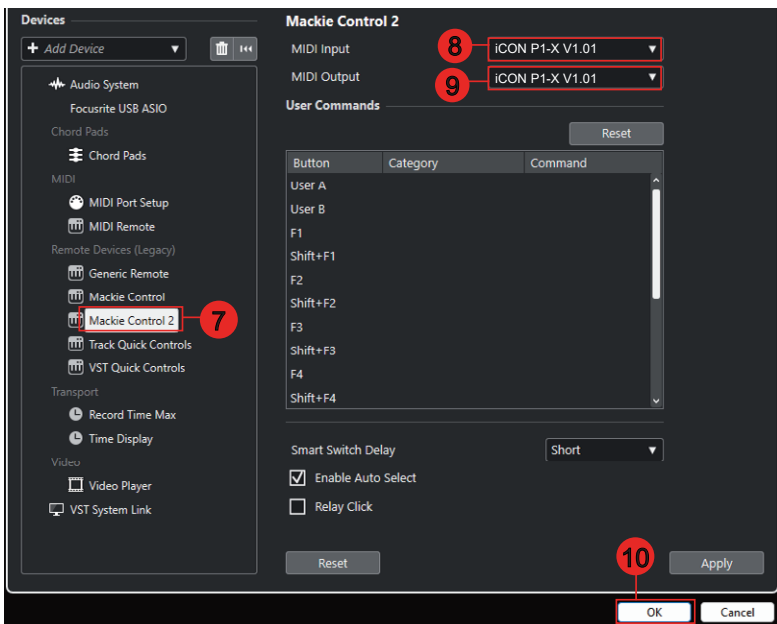 Devices
+ Add Device
Audio System
Focusrite USB ASIO
Chord Pads
Chord Pads
MIDI
MIDI Port Setup
MIDI Remote
Remote Devices (Legacy)
Generic Remote
Mackie Control
Mackie Control 2
7
Track Quick Controls
VST Quick Controls
Transport
Record Time Max
Time Display
Video
Video Player
VST System Link
Mackie Control 2
MIDI Input 8 iCON P1-X V1.01
MIDI Output 9 iCON P1-X V1.01
User Commands
Reset
Button Category Command
User A
User B
F1
Shift+F1
F2
Shift+F2
F3
Shift+F3
F4
Shift+F4
Smart Switch Delay Short
Enable Auto Select
Relay Click
Reset 10 Apply
OK Cancel